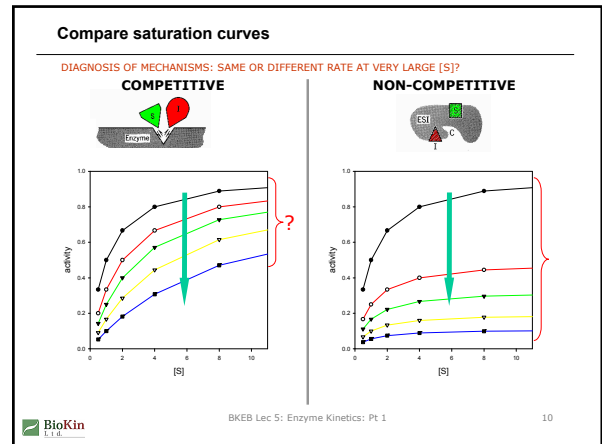 Compare saturation curves
DIAGNOSIS OF MECHANISMS: SAME OR DIFFERENT RATE AT VERY LARGE [S]?
COMPETITIVE
S
I
Enzyme
1.0
0.8
0.6
0.4
0.2
0.0
activity
0 2 4 6 8 10
[S]
?
NON-COMPETITIVE
S
ESI
C
I
1.0
0.8
0.6
0.4
0.2
0.0
activity
0 2 4 6 8 10
[S]
BioKin
Ltd.
BKEB Lec 5: Enzyme Kinetics: Pt 1
10